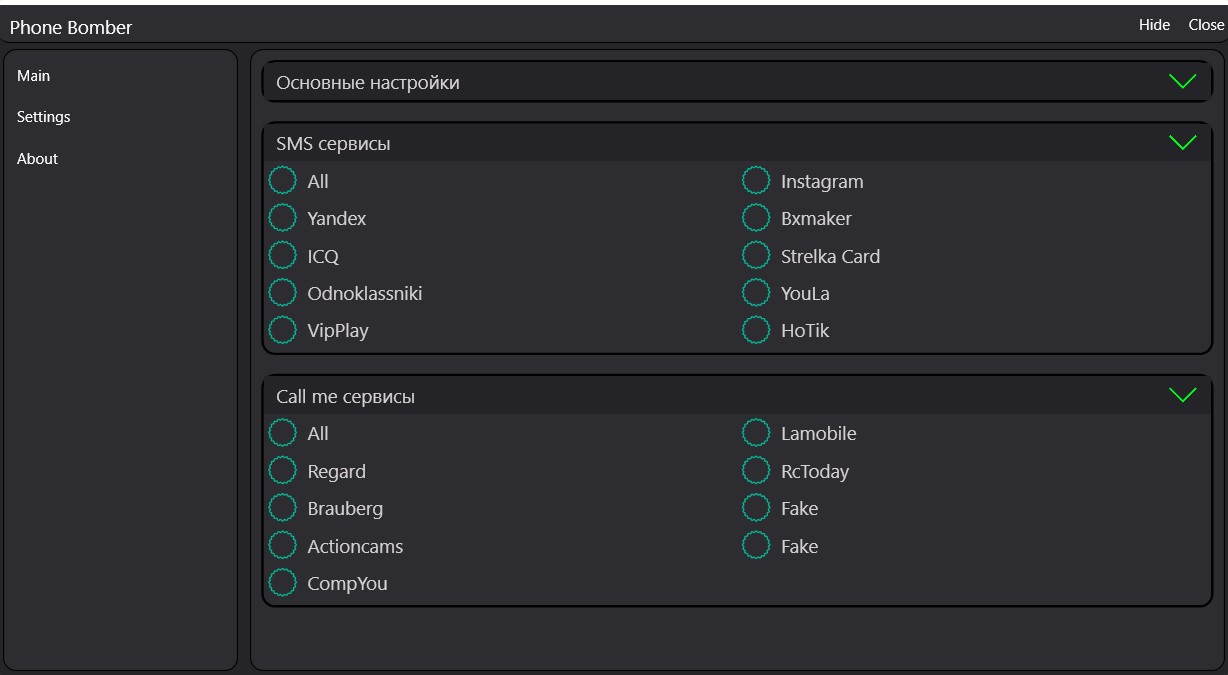 Phone Bomber
Hide
Close
Main
Settings
About
Основные настройки
SMS сервисы
All
Instagram
Yandex
Bxmaker
ICQ
Strelka Card
Odnoklassniki
YouLa
VipPlay
HoTik
Call me сервисы
All
Lamobile
Regard
RcToday
Brauberg
Fake
Actioncams
Fake
CompYou